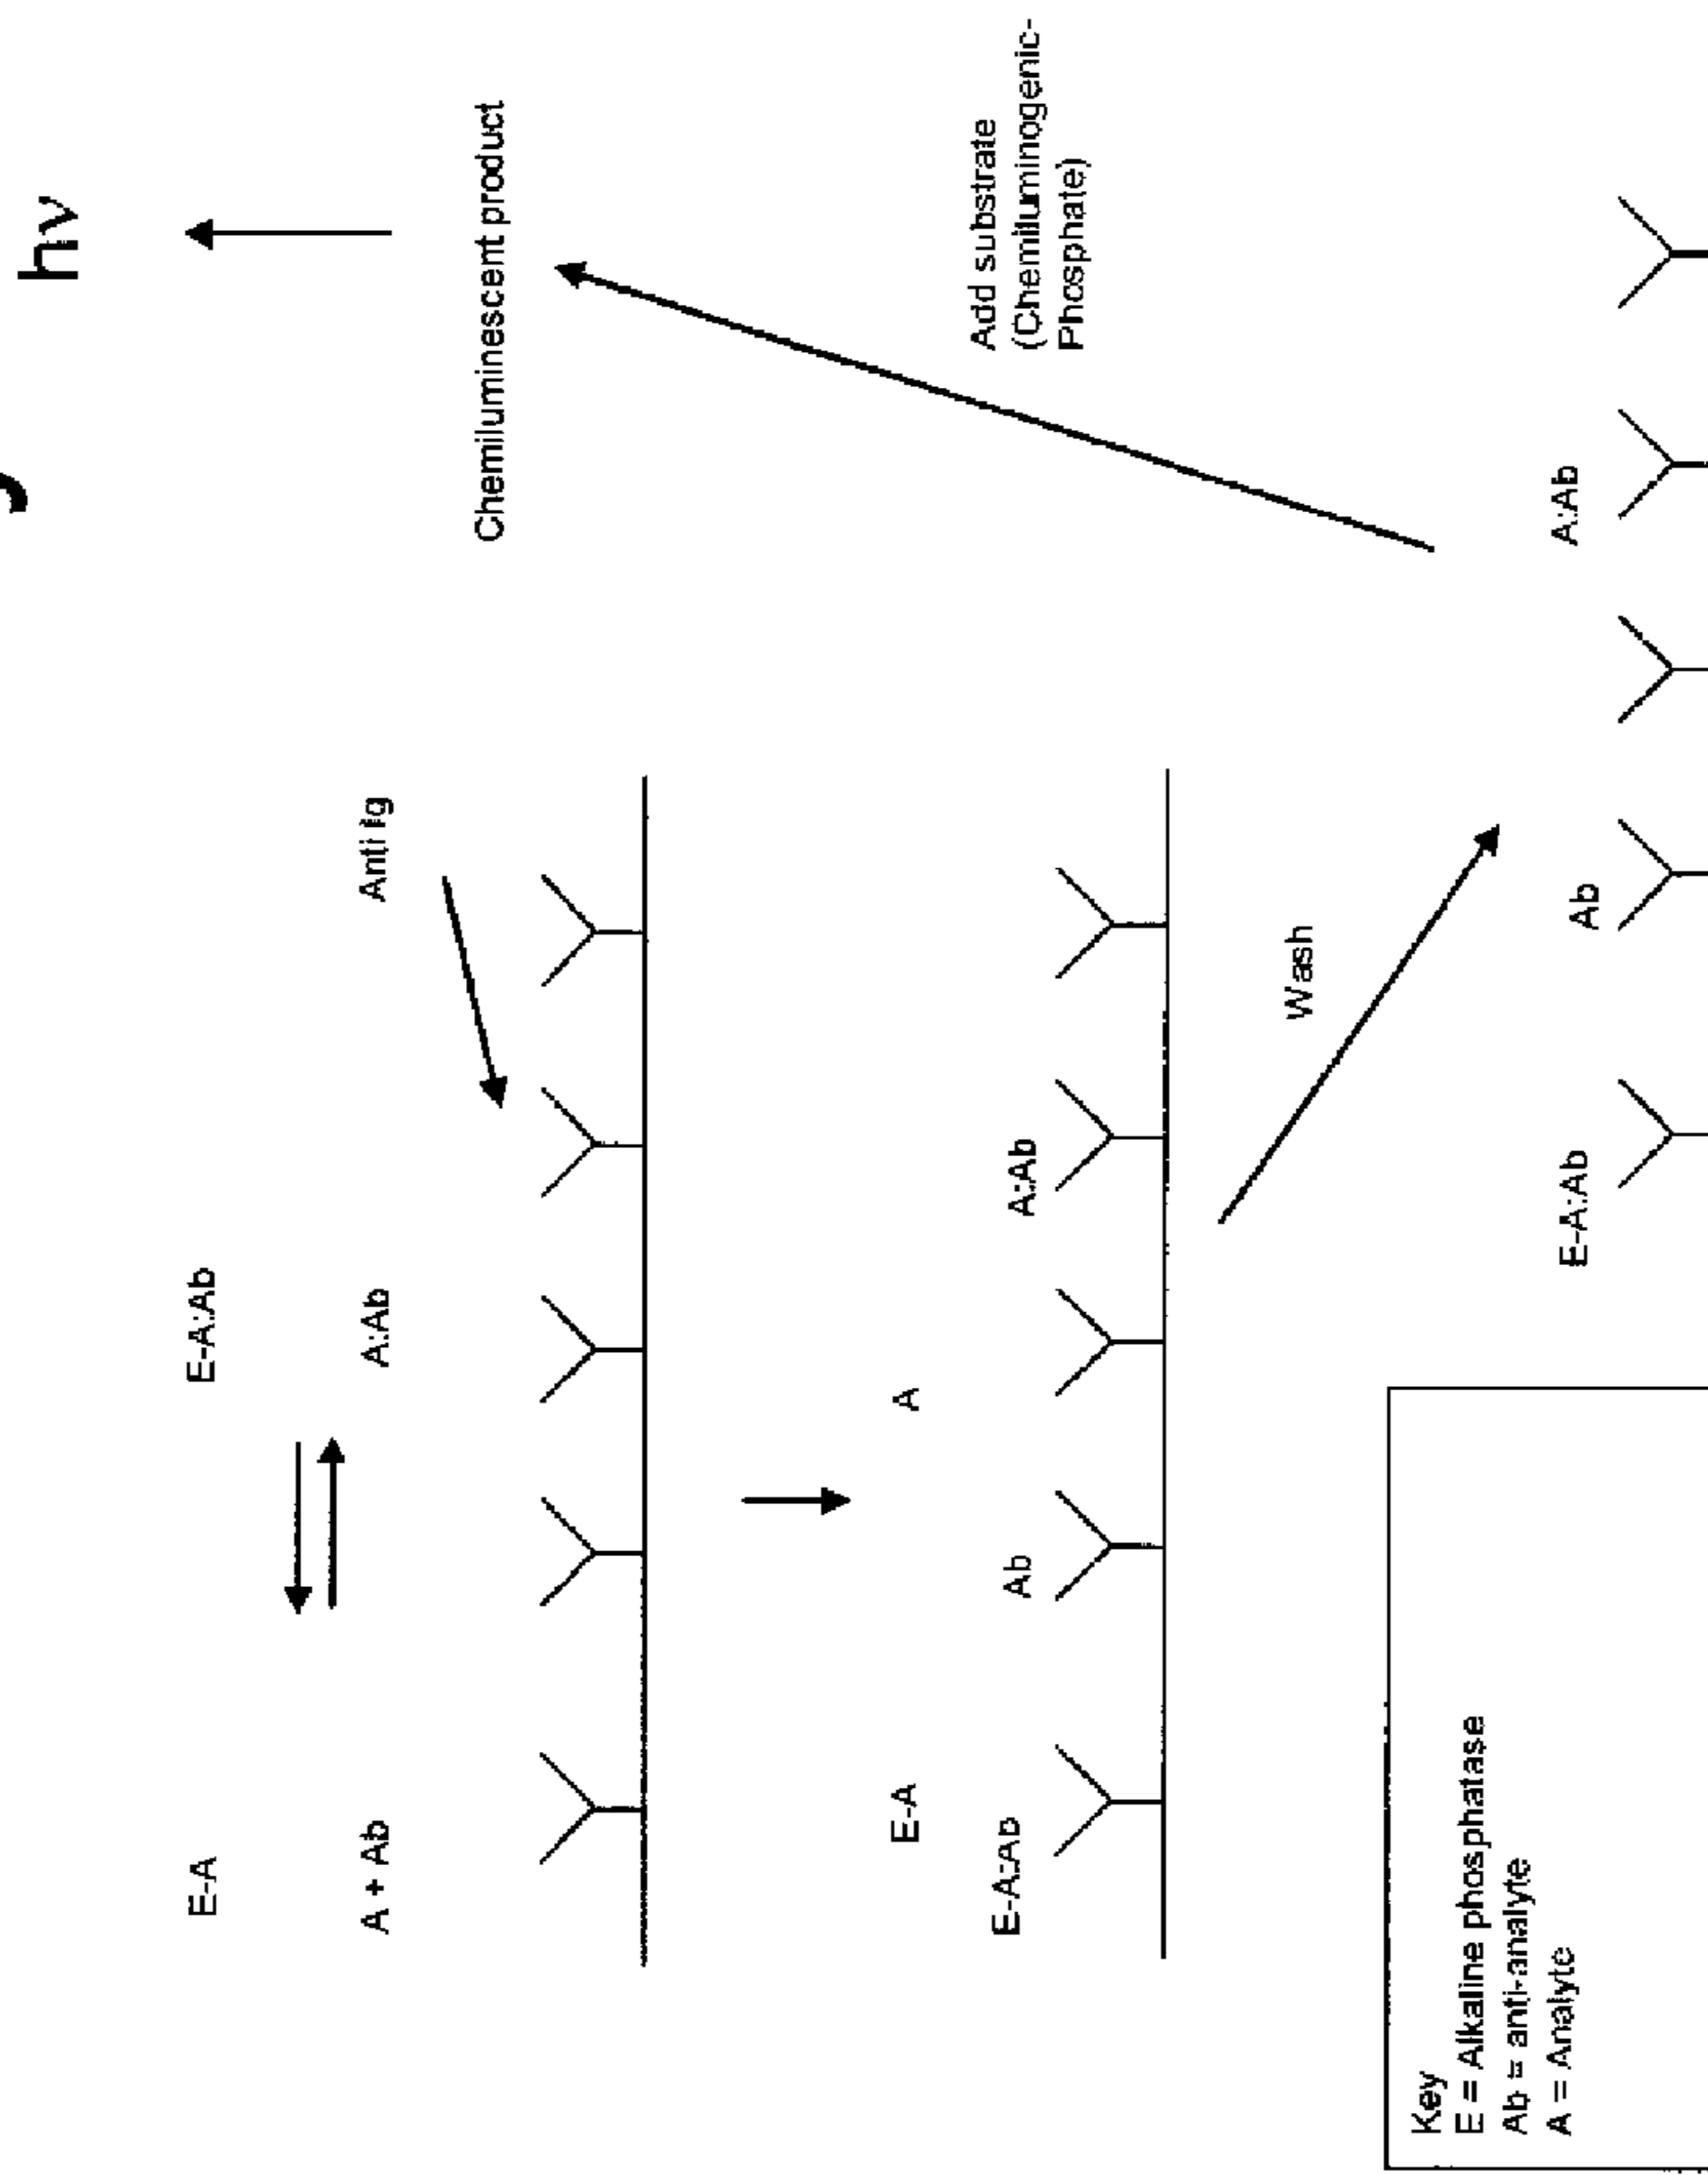 hν
E-A
E-A:Ab
A + Ab
A:Ab
Anti Ig
Chemiluminescent product
E-A
A
E-A:Ab
Ab
A:Ab
Add substrate
(Chemiluminogenic-
Phosphate)
Wash
Key
E = Alkaline phosphatase
Ab = anti-analyte
A = Analyte
E-A:Ab
Ab
A:Ab